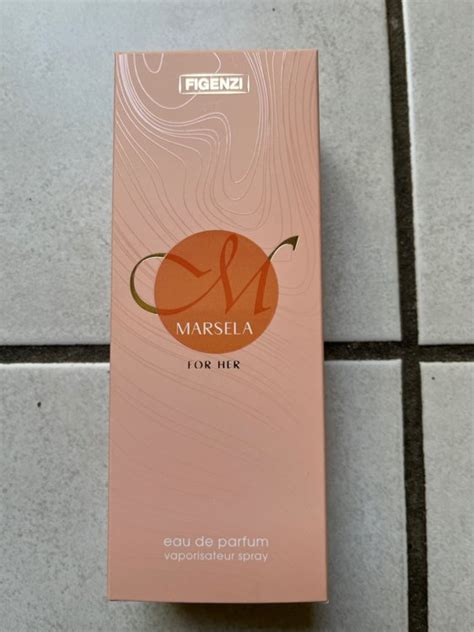 FIGENZI
M
MARSELA
FOR HER
eau de parfum
vaporisateur spray